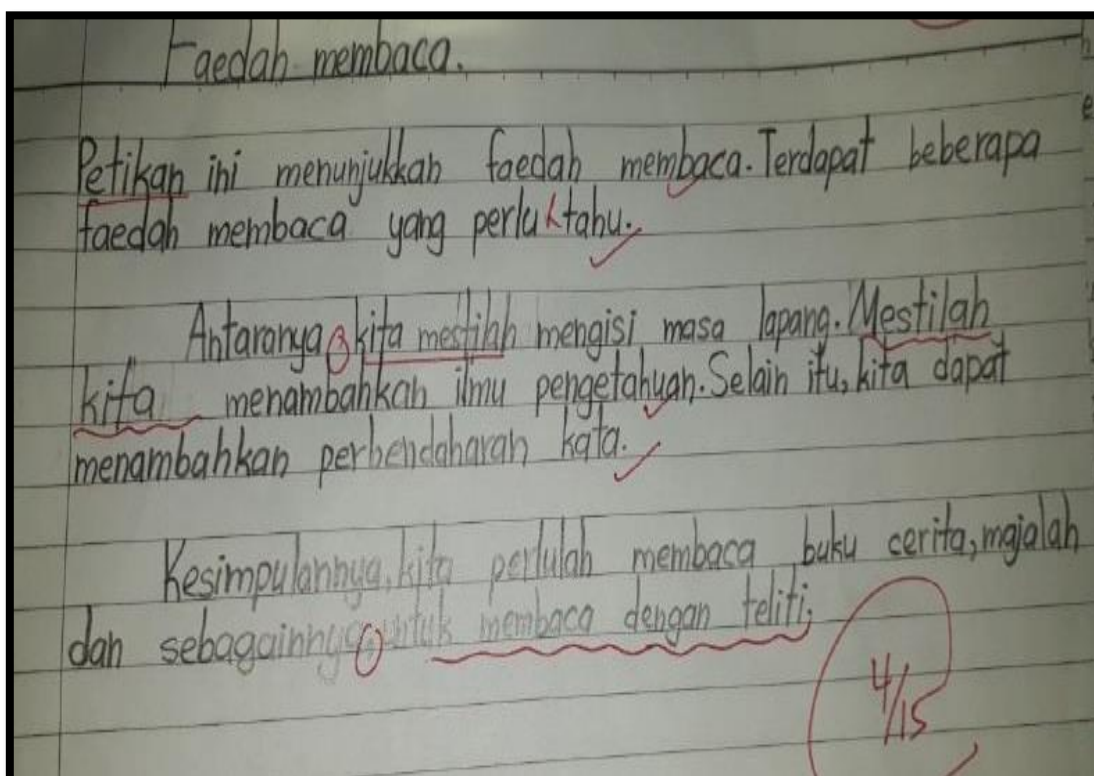 Faedah membaca.
Petikan ini menunjukkan faedah membaca. Terdapat beberapa
faedah membaca yang perlu tahu.
Antaranya, kita mestilah mengisi masa lapang. Mestilah
kita menambahkan ilmu pengetahuan. Selain itu, kita dapat
menambahkan perbendaharan kata.
Kesimpulannya, kita perlulah membaca buku cerita, majalah
dan sebagainnya untuk membaca dengan teliti.
4/15